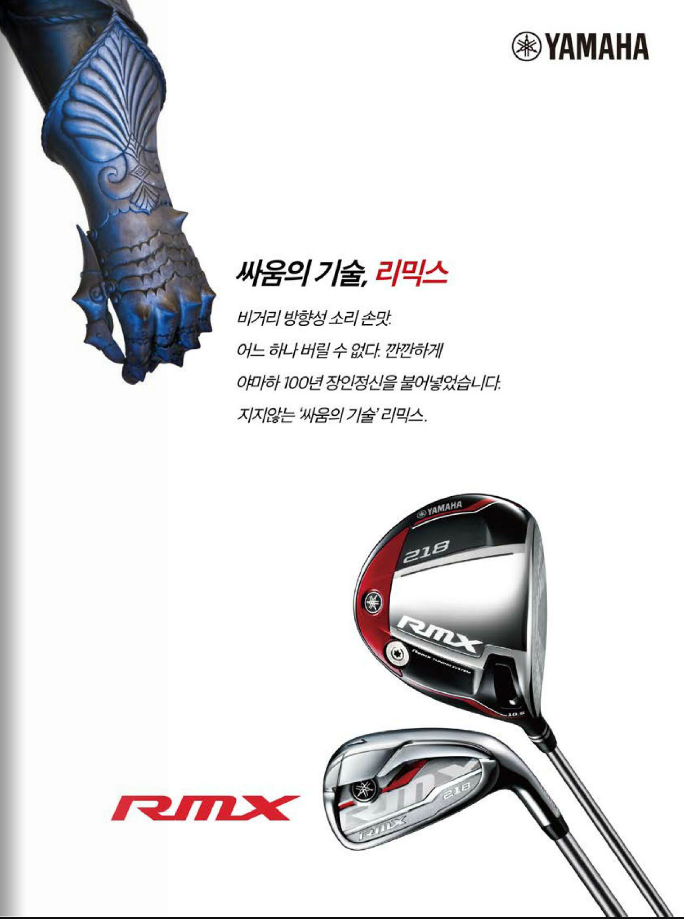 YAMAHA
싸움의 기술, 리믹스
비거리 방향성 소리 손맛.
어느 하나 버릴 수 없다. 깐깐하게
야마하 100년 장인정신을 불어넣었습니다.
지지않는 ‘싸움의 기술’ 리믹스.
YAMAHA
218
RMX
10.5
RMX
218
RMX
RMX